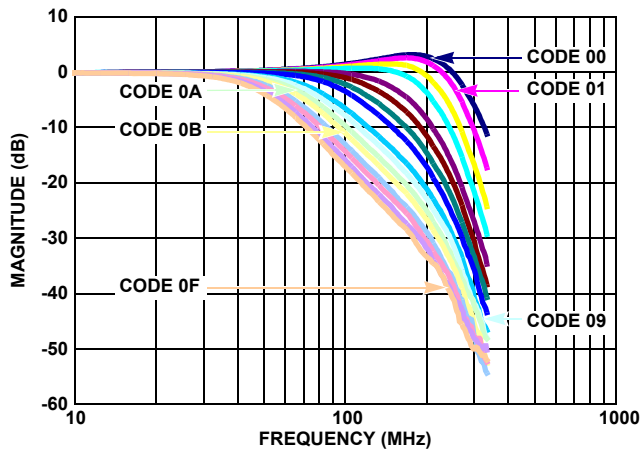 10
0
-10
-20
-30
-40
-50
-60
MAGNITUDE (dB)
CODE 00
CODE 01
CODE 0A
CODE 0B
CODE 0F
CODE 09
10
100
1000
FREQUENCY (MHz)